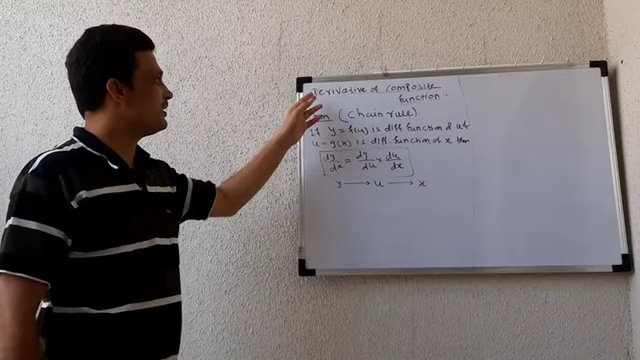 Derivative of composite
function :-
(Chain rule)
If y = f(u) is diff function of u &
u = g(x) is diff. function of x then
dy/dx = dy/du × du/dx
y → u → x